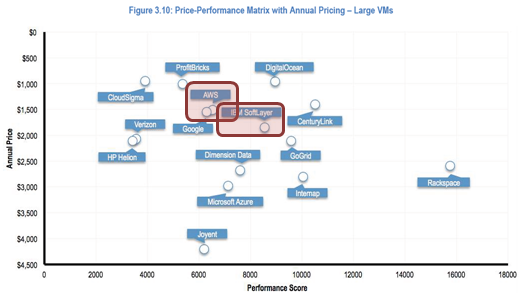 Figure 3.10: Price-Performance Matrix with Annual Pricing – Large VMs
$0
$500
$1,000
$1,500
$2,000
$2,500
$3,000
$3,500
$4,000
$4,500
Annual Price
ProfitBricks
DigitalOcean
CloudSigma
AWS
IBM SoftLayer
CenturyLink
Verizon
Google
HP Helion
Dimension Data
GoGrid
Rackspace
Microsoft Azure
Internap
Joyent
0
2000
4000
6000
8000
10000
12000
14000
16000
18000
Performance Score